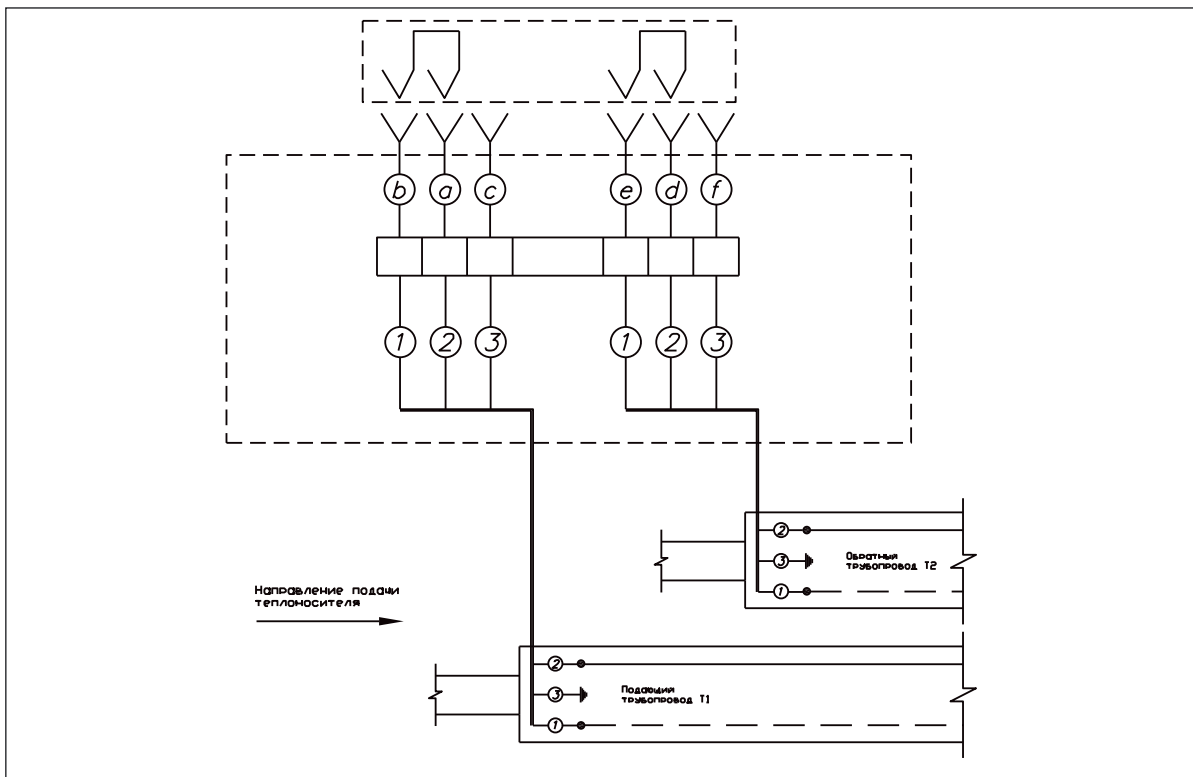 b a c e d f
1 2 3 1 2 3
2
3
Обратный
трубопровод Т2
1
Направление подачи
теплоносителя
2
3
Подающий
трубопровод Т1
1